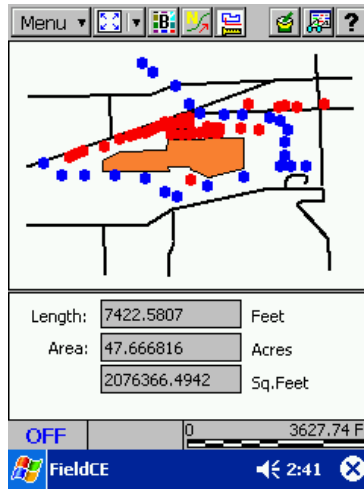 Menu ?
Length: 7422.5807 Feet
Area: 47.666816 Acres
2076366.4942 Sq.Feet
OFF 0 3627.74 F
FieldCE 2:41